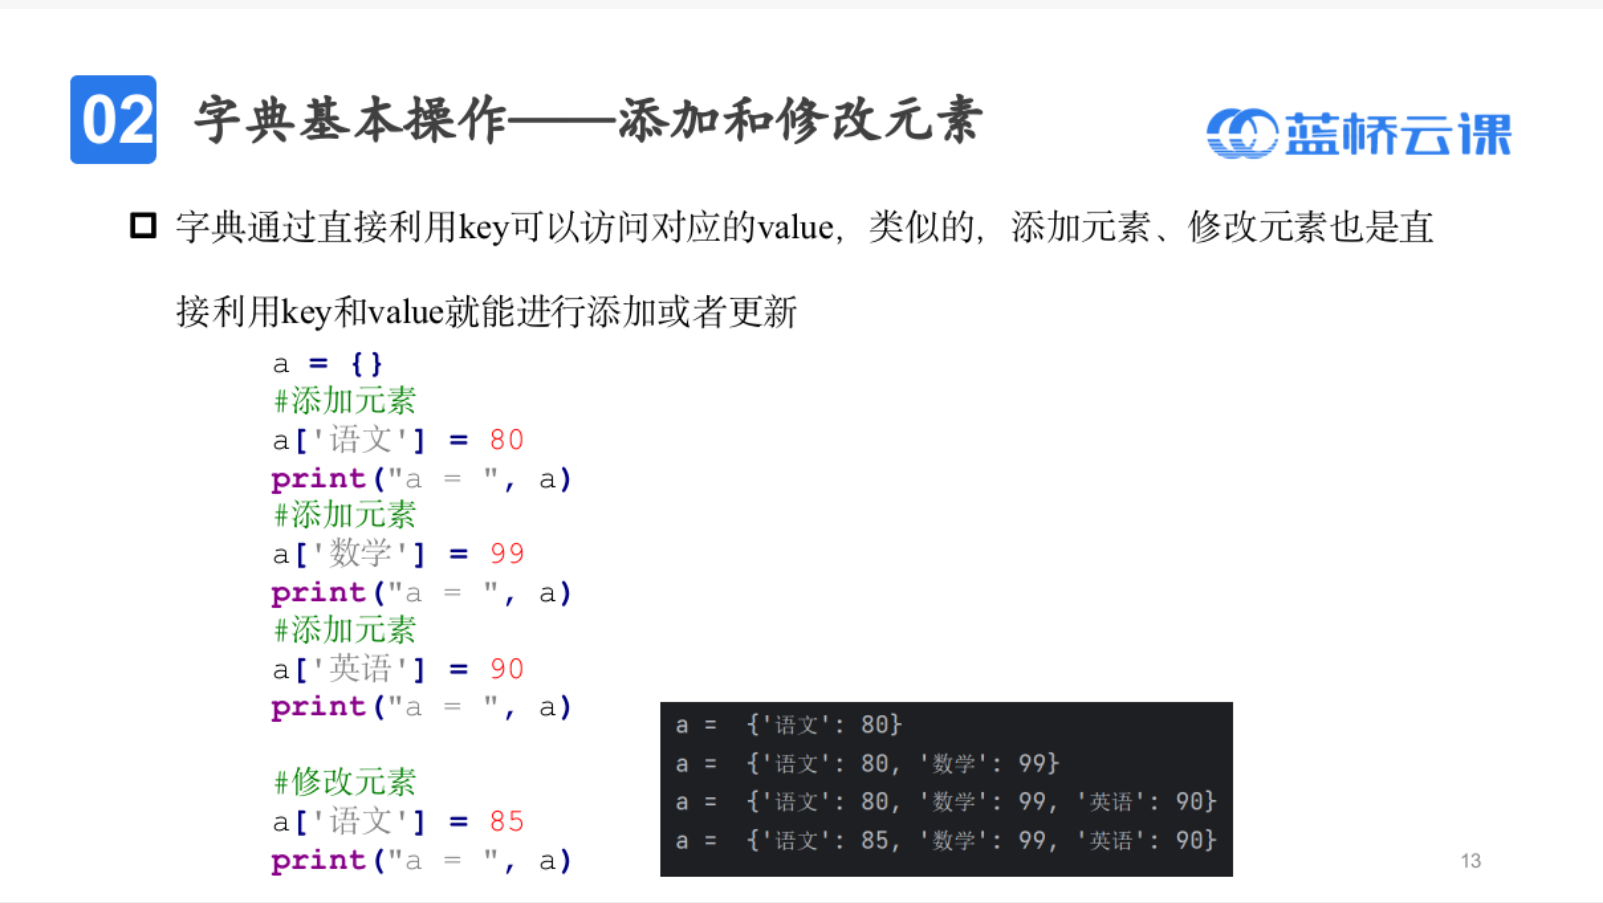 02 字典基本操作——添加和修改元素
蓝桥云课
字典通过直接利用key可以访问对应的value，类似的，添加元素、修改元素也是直
接利用key和value就能进行添加或者更新
a = {}
#添加元素
a['语文'] = 80
print("a = ", a)
#添加元素
a['数学'] = 99
print("a = ", a)
#添加元素
a['英语'] = 90
print("a = ", a)
#修改元素
a['语文'] = 85
print("a = ", a)
a =  {'语文': 80}
a =  {'语文': 80, '数学': 99}
a =  {'语文': 80, '数学': 99, '英语': 90}
a =  {'语文': 85, '数学': 99, '英语': 90}
13